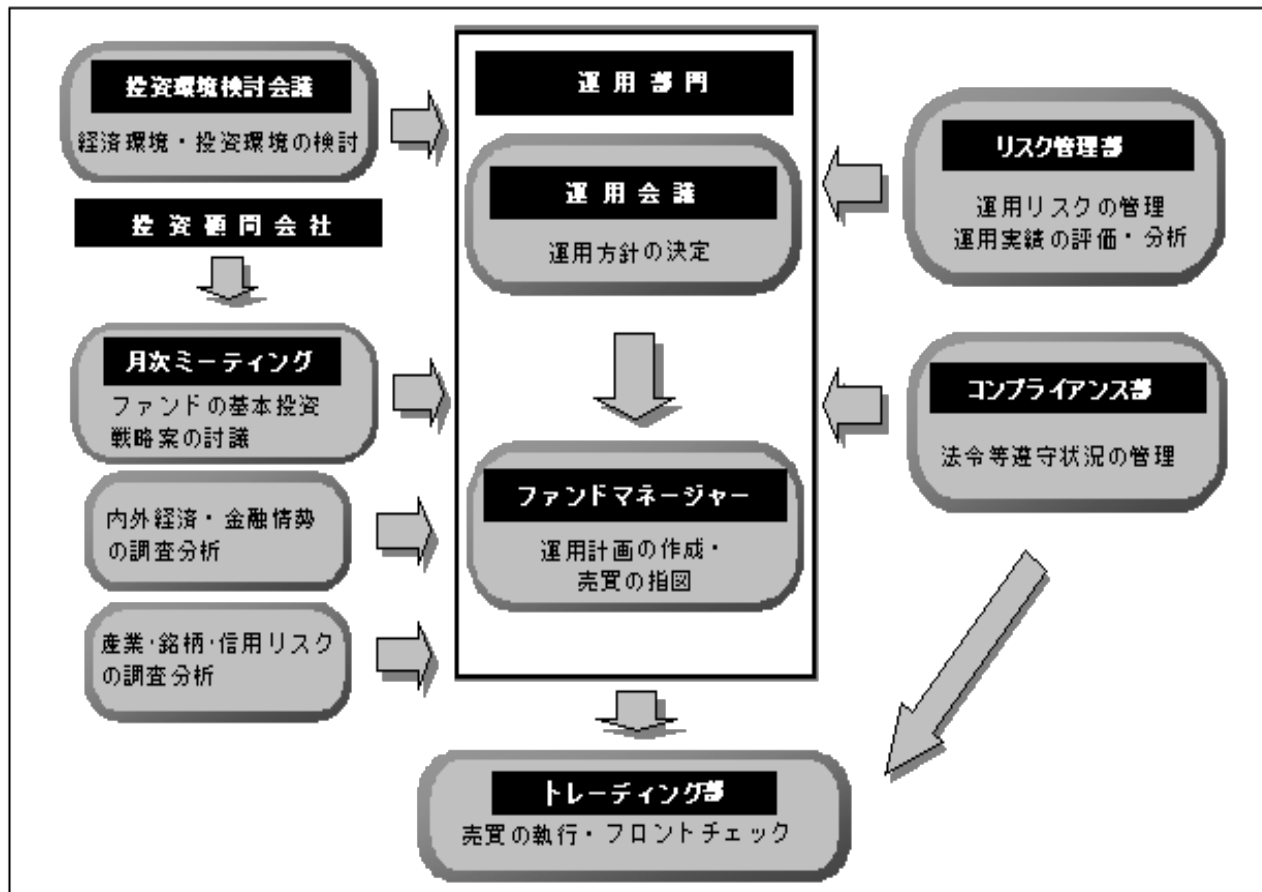 投資環境検討会議
経済環境・投資環境の検討
投資顧問会社
月次ミーティング
ファンドの基本投資
戦略案の討議
内外経済・金融情勢
の調査分析
産業・銘柄・信用リスク
の調査分析
運用部門
運用会議
運用方針の決定
ファンドマネージャー
運用計画の作成・
売買の指図
リスク管理部
運用リスクの管理
運用実績の評価・分析
コンプライアンス部
法令等遵守状況の管理
トレーディング部
売買の執行・フロントチェック